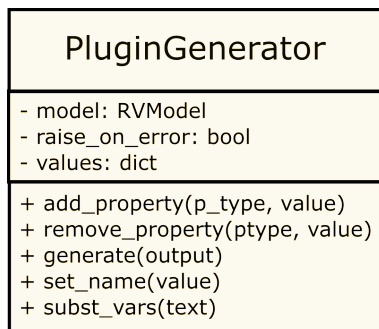 PluginGenerator
- model: RVModel
- raise_on_error: bool
- values: dict
+ add_property(p_type, value)
+ remove_property(ptype, value)
+ generate(output)
+ set_name(value)
+ subst_vars(text)